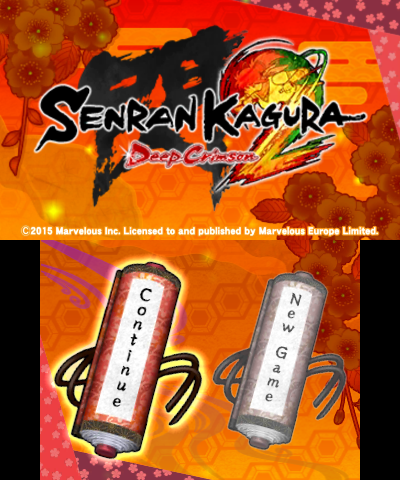 閃
SENRAN KAGURA 2
Deep Crimson
©2015 Marvelous Inc. Licensed to and published by Marvelous Europe Limited.
Continue
New Game